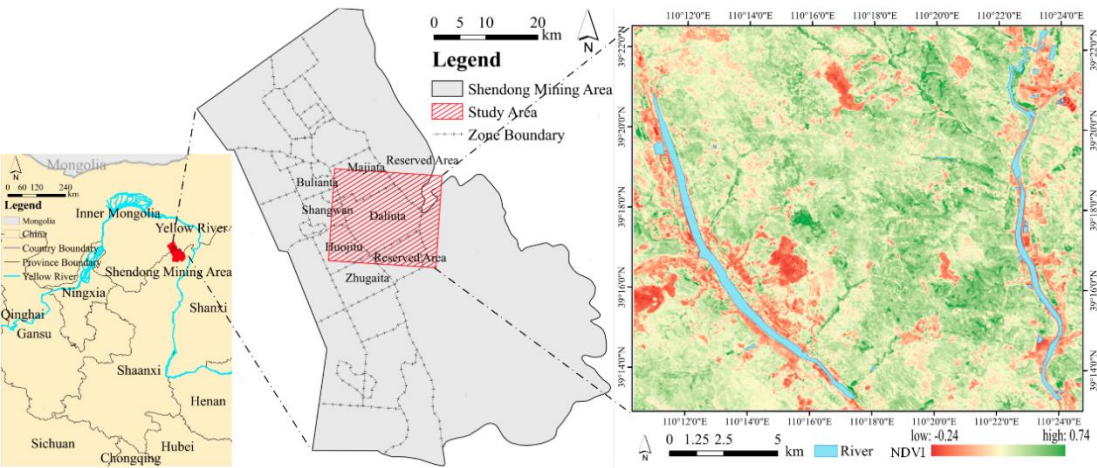 Mongolia
N
0 60 120 240
km
Legend
Mongolia
China
Country Boundary
Province Boundary
Yellow River
Inner Mongolia
Yellow River
Shendong Mining Area
Ningxia
Qinghai
Gansu
Shanxi
Shaanxi
Henan
Sichuan
Hubei
Chongqing
0 5 10 20
km
N
Legend
Shendong Mining Area
Study Area
Zone Boundary
Reserved Area
Majiata
Bulianta
Shangwan
Daliuta
Huojitu
Reserved Area
Zhugaita
110°12'0"E 110°14'0"E 110°16'0"E 110°18'0"E 110°20'0"E 110°22'0"E 110°24'0"E
39°22'0"N 39°22'0"N
39°20'0"N 39°20'0"N
39°18'0"N 39°18'0"N
39°16'0"N 39°16'0"N
39°14'0"N 39°14'0"N
110°12'0"E 110°14'0"E 110°16'0"E 110°18'0"E 110°20'0"E 110°22'0"E 110°24'0"E
N
0 1.25 2.5 5
km
River
low: -0.24 high: 0.74
NDVI